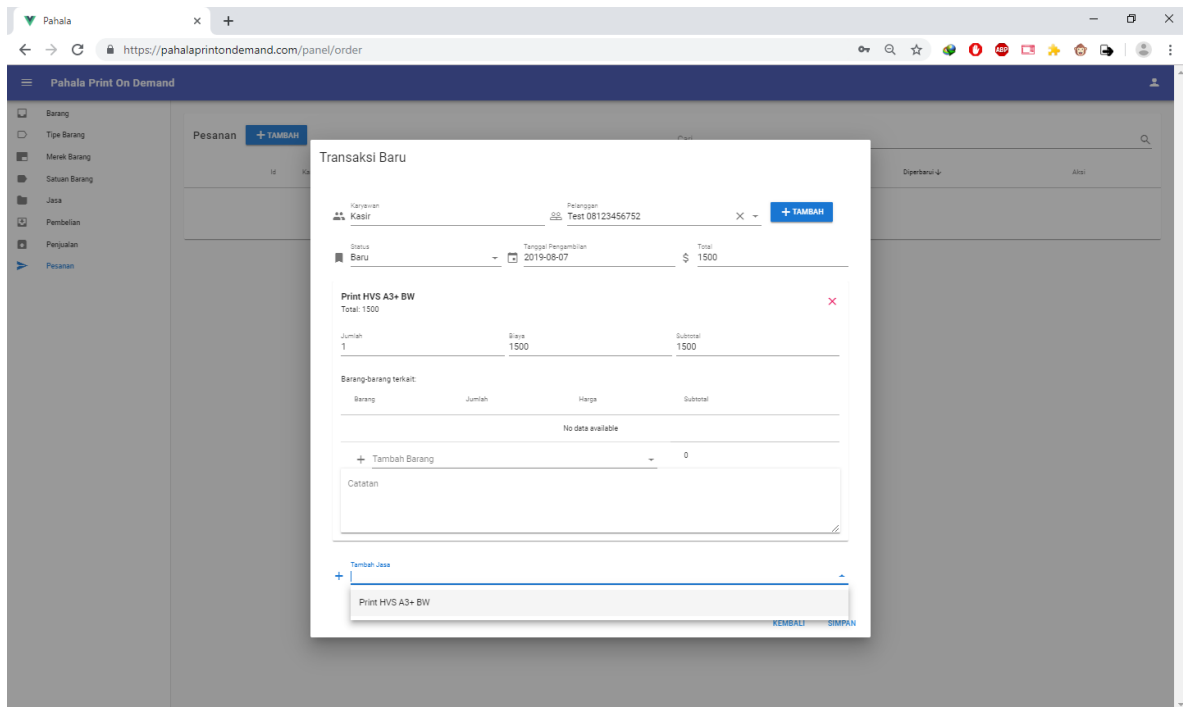 Pahala
https://pahalaprintondemand.com/panel/order
ABP
Pahala Print On Demand
Barang
Tipe Barang
Merek Barang
Satuan Barang
Jasa
Pembelian
Penjualan
Pesanan
Pesanan
+ TAMBAH
Cari
Id
Diperbarui
Aksi
Transaksi Baru
Karyawan
Kasir
Pelanggan
Test 08123456752
+ TAMBAH
Status
Baru
Tanggal Pengambilan
2019-08-07
Total
$ 1500
Print HVS A3+ BW
Total: 1500
Jumlah
1
Biaya
1500
Subtotal
1500
Barang-barang terkait:
Barang Jumlah Harga Subtotal
No data available
+ Tambah Barang
0
Catatan
Tambah Jasa
+
Print HVS A3+ BW
KEMBALI SIMPAN